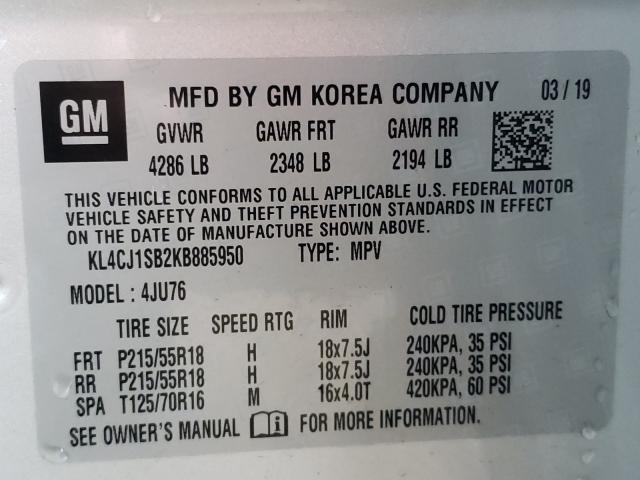 GM MFD BY GM KOREA COMPANY 03 / 19
GVWR GAWR FRT GAWR RR
4286 LB 2348 LB 2194 LB
THIS VEHICLE CONFORMS TO ALL APPLICABLE U.S. FEDERAL MOTOR
VEHICLE SAFETY AND THEFT PREVENTION STANDARDS IN EFFECT
ON THE DATE OF MANUFACTURE SHOWN ABOVE.
KL4CJ1SB2KB885950 TYPE: MPV
MODEL : 4JU76
TIRE SIZE SPEED RTG RIM COLD TIRE PRESSURE
FRT P215/55R18 H 18x7.5J 240KPA, 35 PSI
RR P215/55R18 H 18x7.5J 240KPA, 35 PSI
SPA T125/70R16 M 16x4.0T 420KPA, 60 PSI
SEE OWNER'S MANUAL FOR MORE INFORMATION.